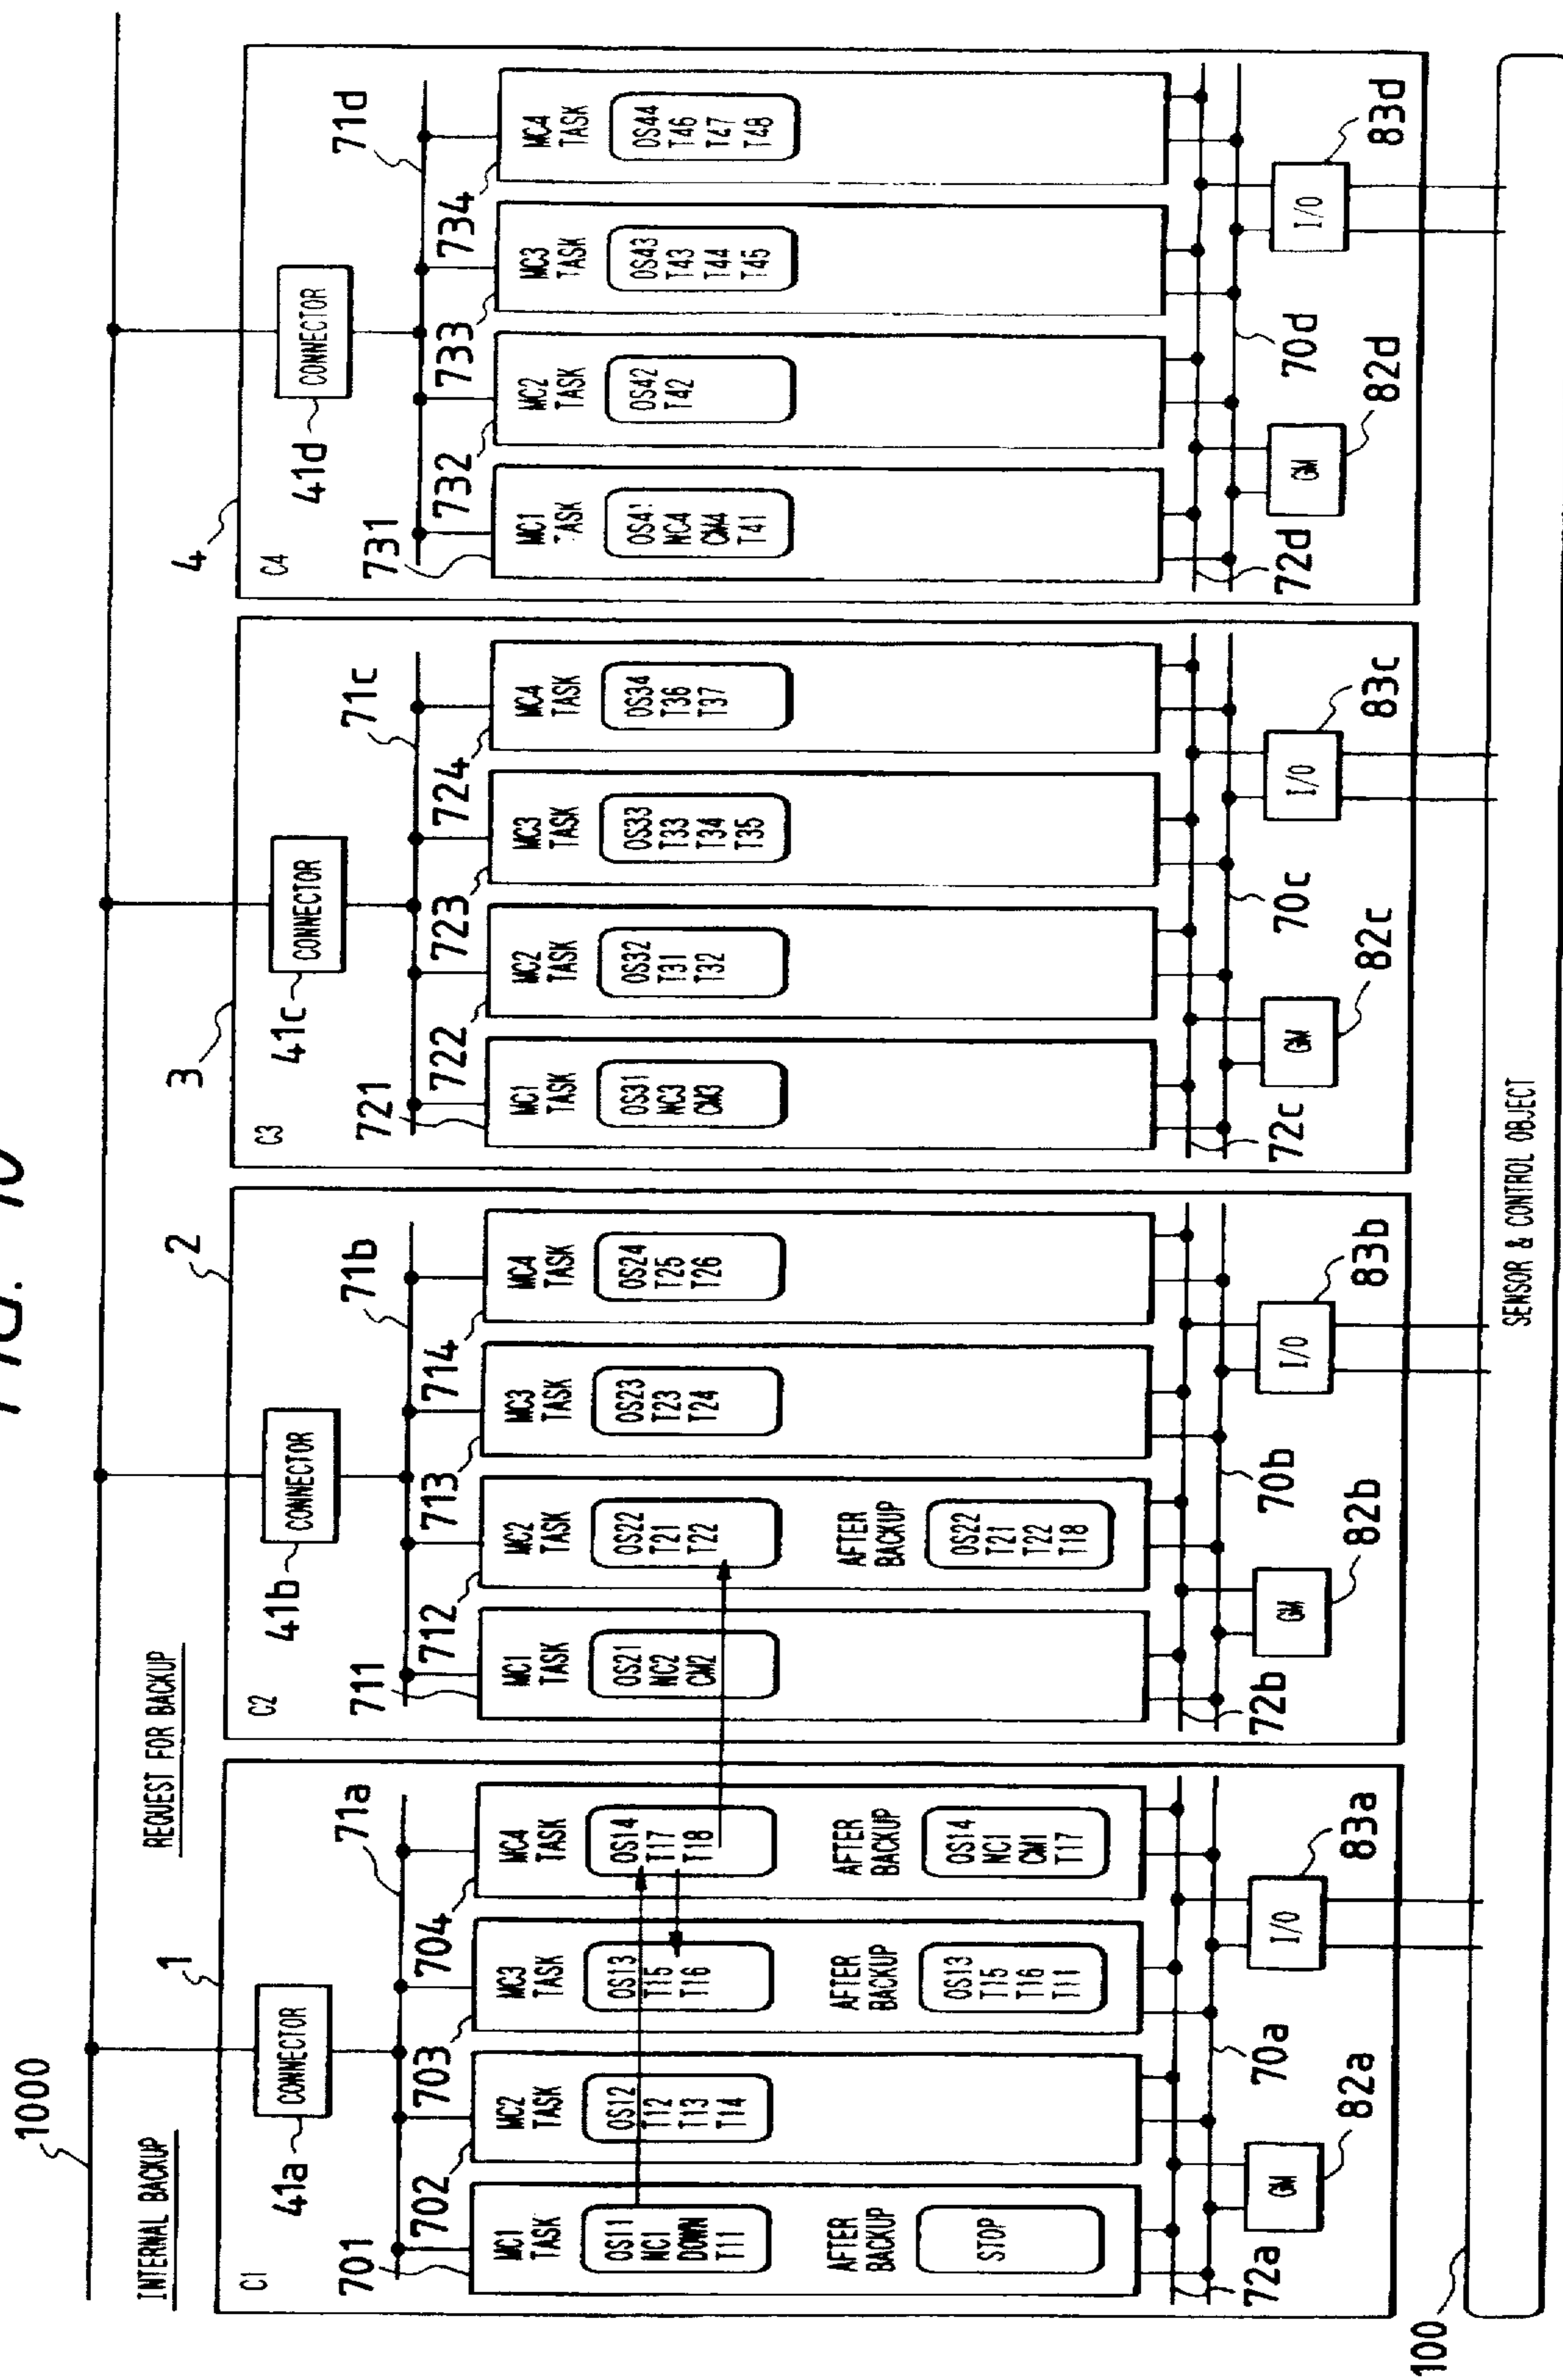 FIG. 10
1000
INTERNAL BACKUP
REQUEST FOR BACKUP
1
C1
CONNECTOR
41a
71a
701
MC1
TASK
OS11
NC1
DOWN
T11
AFTER
BACKUP
STOP
702
MC2
TASK
OS12
T12
T13
T14
703
MC3
TASK
OS13
T15
T16
AFTER
BACKUP
OS13
T15
T16
T11
704
MC4
TASK
OS14
T17
T18
AFTER
BACKUP
OS14
NC1
CM1
T17
72a
70a
GM
82a
I/O
83a
2
C2
CONNECTOR
41b
71b
711
MC1
TASK
OS21
NC2
CM2
712
MC2
TASK
OS22
T21
T22
AFTER
BACKUP
OS22
T21
T22
T18
713
MC3
TASK
OS23
T23
T24
714
MC4
TASK
OS24
T25
T26
72b
70b
GM
82b
I/O
83b
3
C3
CONNECTOR
41c
71c
721
MC1
TASK
OS31
NC3
CM3
722
MC2
TASK
OS32
T31
T32
723
MC3
TASK
OS33
T33
T34
T35
724
MC4
TASK
OS34
T36
T37
72c
70c
GM
82c
I/O
83c
4
C4
CONNECTOR
41d
71d
731
MC1
TASK
OS41
NC4
CM4
T41
732
MC2
TASK
OS42
T42
733
MC3
TASK
OS43
T43
T44
T45
734
MC4
TASK
OS44
T46
T47
T48
72d
70d
GM
82d
I/O
83d
100
SENSOR & CONTROL OBJECT